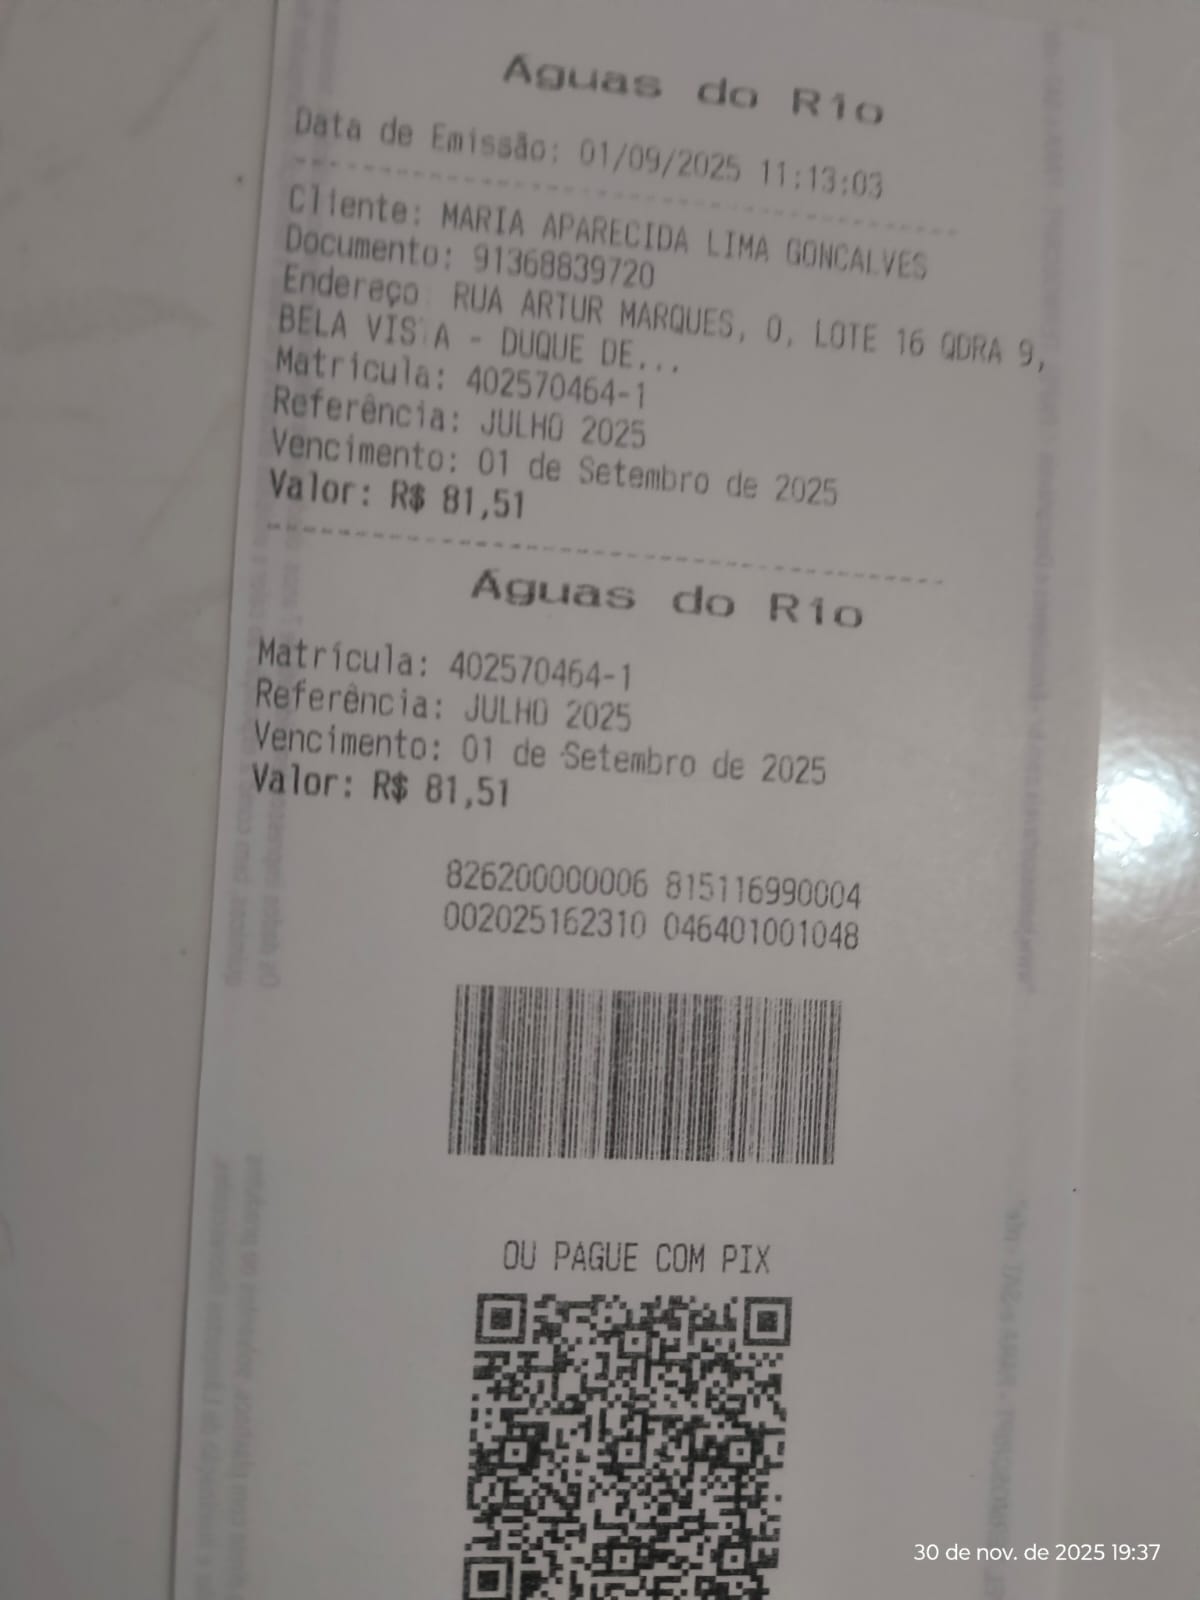 Águas do Rio
Data de Emissão: 01/09/2025 11:13:03
Cliente: MARIA APARECIDA LIMA GONCALVES
Documento: 91368839720
Endereço RUA ARTUR MARQUES, 0, LOTE 16 QDRA 9,
BELA VISTA - DUQUE DE...
Matrícula: 402570464-1
Referência: JULHO 2025
Vencimento: 01 de Setembro de 2025
Valor: R$ 81,51
Águas do Rio
Matrícula: 402570464-1
Referência: JULHO 2025
Vencimento: 01 de Setembro de 2025
Valor: R$ 81,51
826200000006 815116990004
002025162310 046401001048
OU PAGUE COM PIX
30 de nov. de 2025 19:37